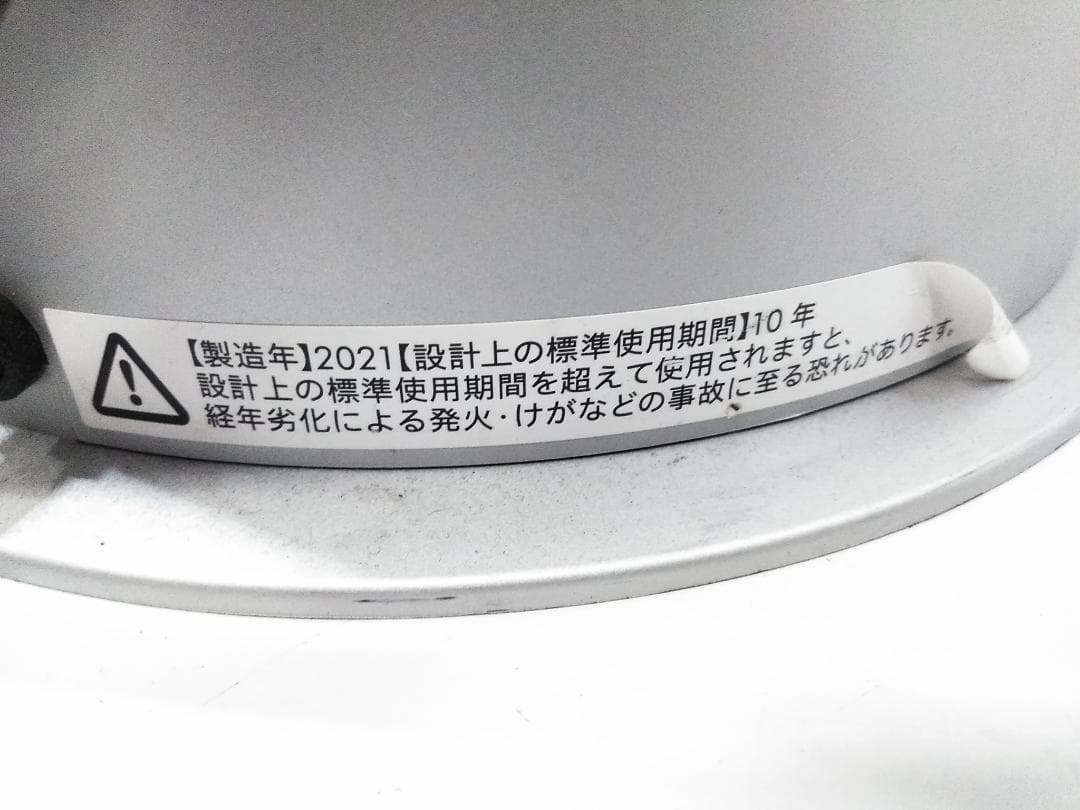 【製造年】2021【設計上の標準使用期間】10 年
設計上の標準使用期間を超えて使用されますと、
経年劣化による発火・けがなどの事故に至る恐れがあります。